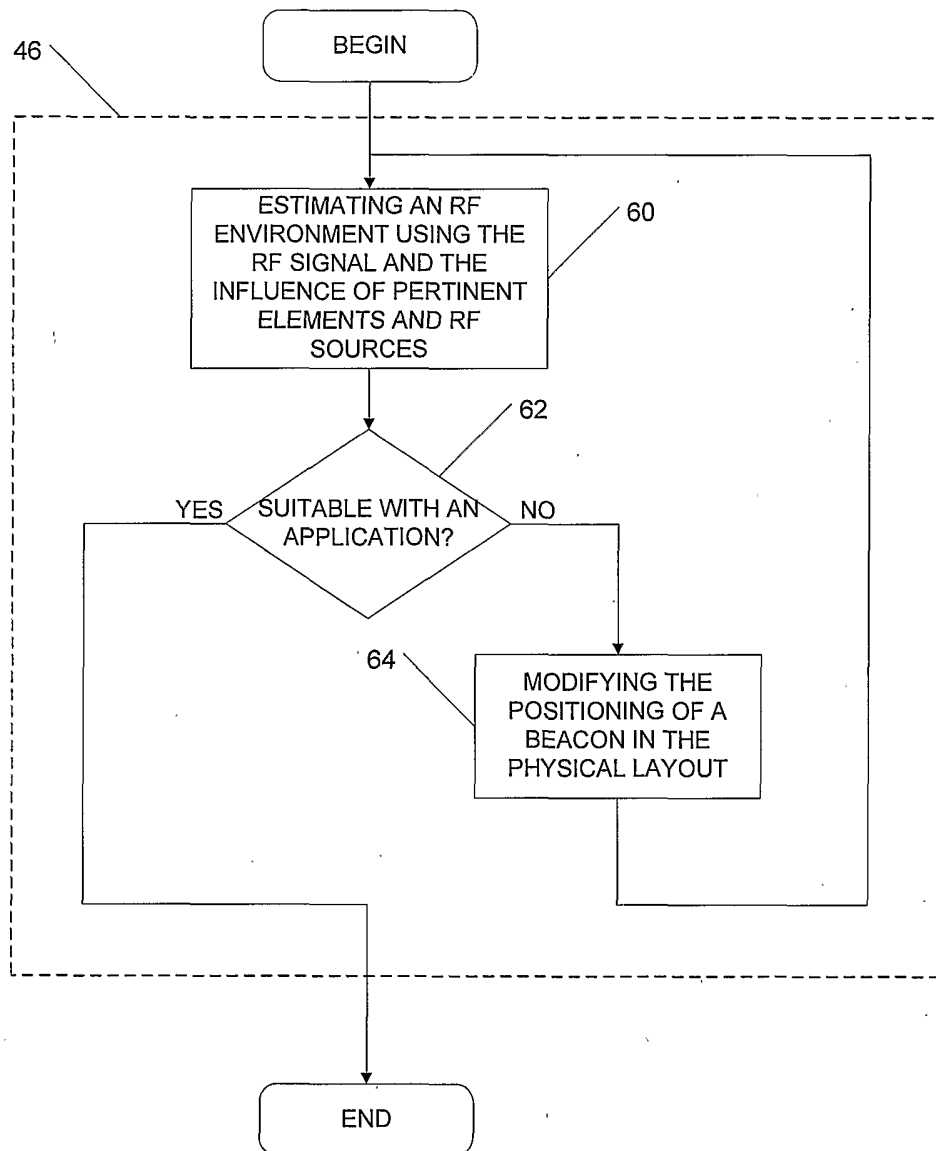 BEGIN
46
ESTIMATING AN RF
ENVIRONMENT USING THE
RF SIGNAL AND THE
INFLUENCE OF PERTINENT
ELEMENTS AND RF
SOURCES
60
62
YES
SUITABLE WITH AN
APPLICATION?
NO
64
MODIFYING THE
POSITIONING OF A
BEACON IN THE
PHYSICAL LAYOUT
END